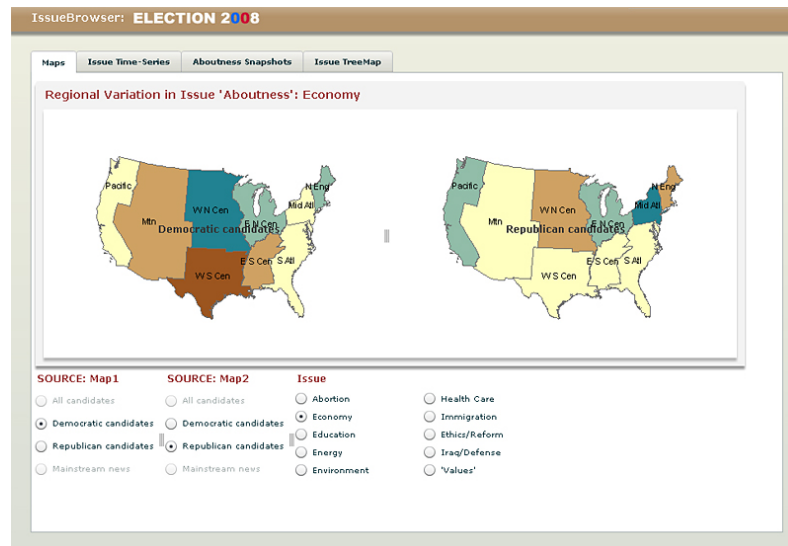 IssueBrowser: ELECTION 2008
Maps Issue Time-Series Aboutness Snapshots Issue TreeMap
Regional Variation in Issue 'Aboutness': Economy
Pacific
Mtn
W N Cen
E N Cen
Mid Atl
N Eng
Democratic candidates
E S Cen
S Atl
W S Cen
Pacific
Mtn
W N Cen
E N Cen
Mid Atl
N Eng
Republican candidates
E S Cen
S Atl
W S Cen
SOURCE: Map1
All candidates
Democratic candidates
Republican candidates
Mainstream news
SOURCE: Map2
All candidates
Democratic candidates
Republican candidates
Mainstream news
Issue
Abortion
Economy
Education
Energy
Environment
Health Care
Immigration
Ethics/Reform
Iraq/Defense
'Values'